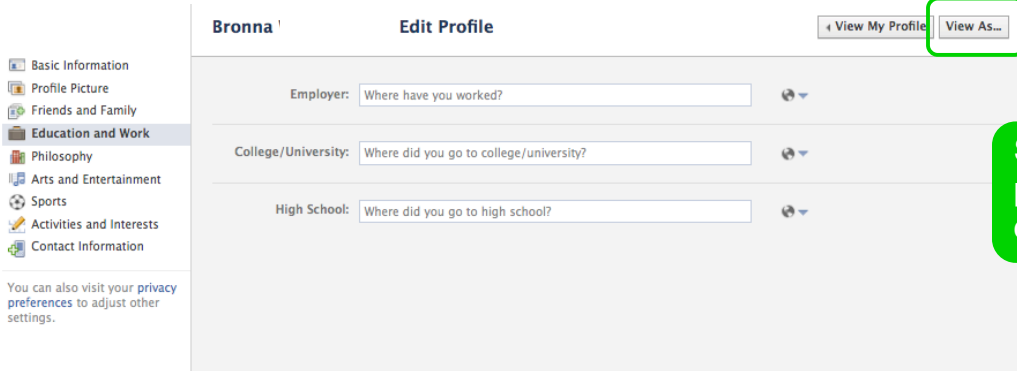 Bronna Edit Profile View My Profile View As...
Basic Information
Profile Picture
Friends and Family
Education and Work
Philosophy
Arts and Entertainment
Sports
Activities and Interests
Contact Information
You can also visit your privacy
preferences to adjust other
settings.
Employer: Where have you worked?
College/University: Where did you go to college/university?
High School: Where did you go to high school?